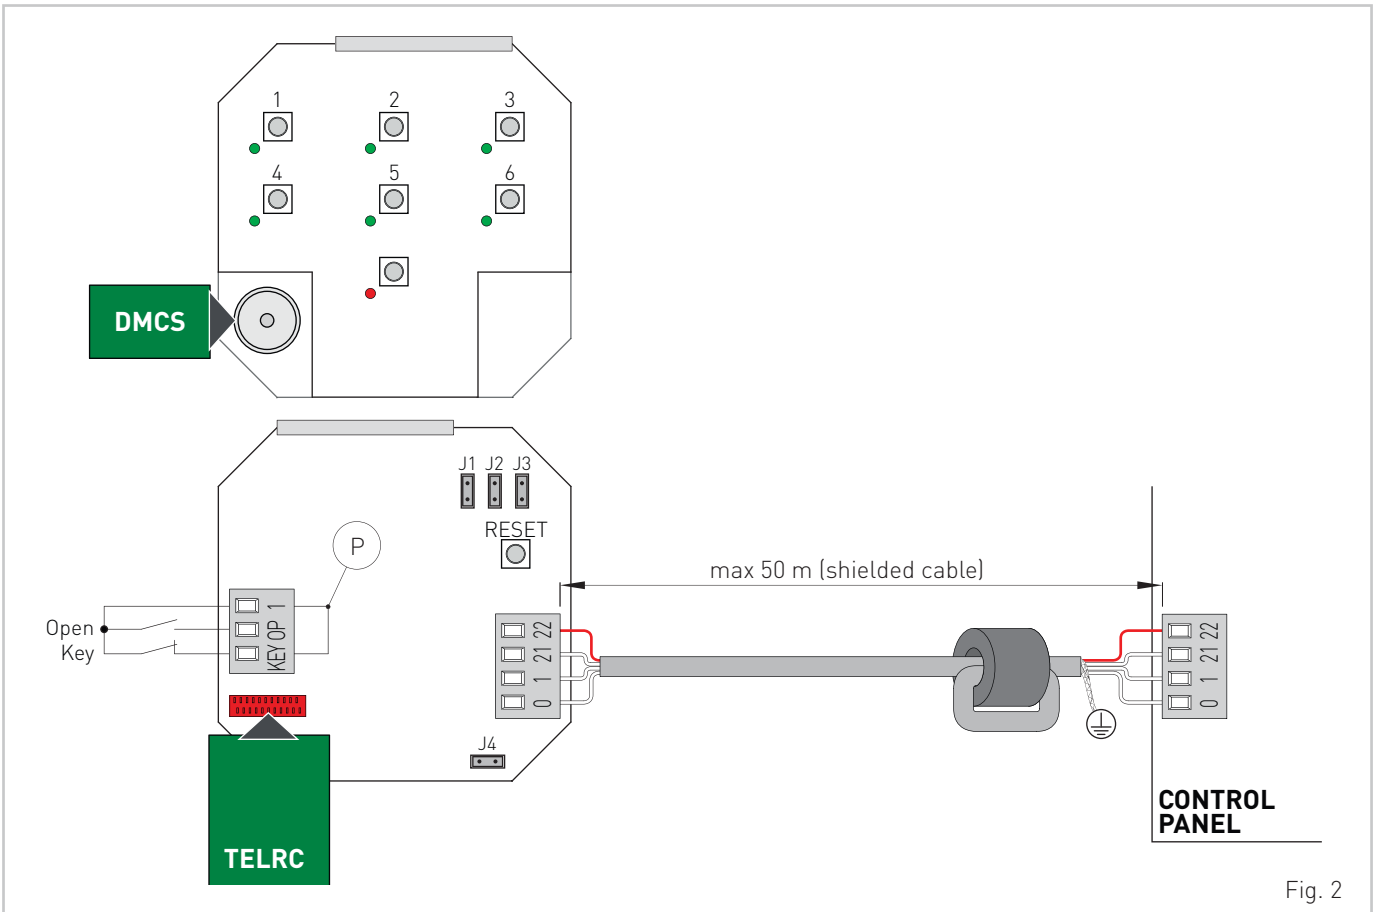 1 2 3
4 5 6
DMCS
J1 J2 J3
RESET
P
max 50 m (shielded cable)
Open
Key
1
OP
KEY
22
21
1
0
22
21
1
0
J4
TELRC
CONTROL
PANEL
Fig. 2